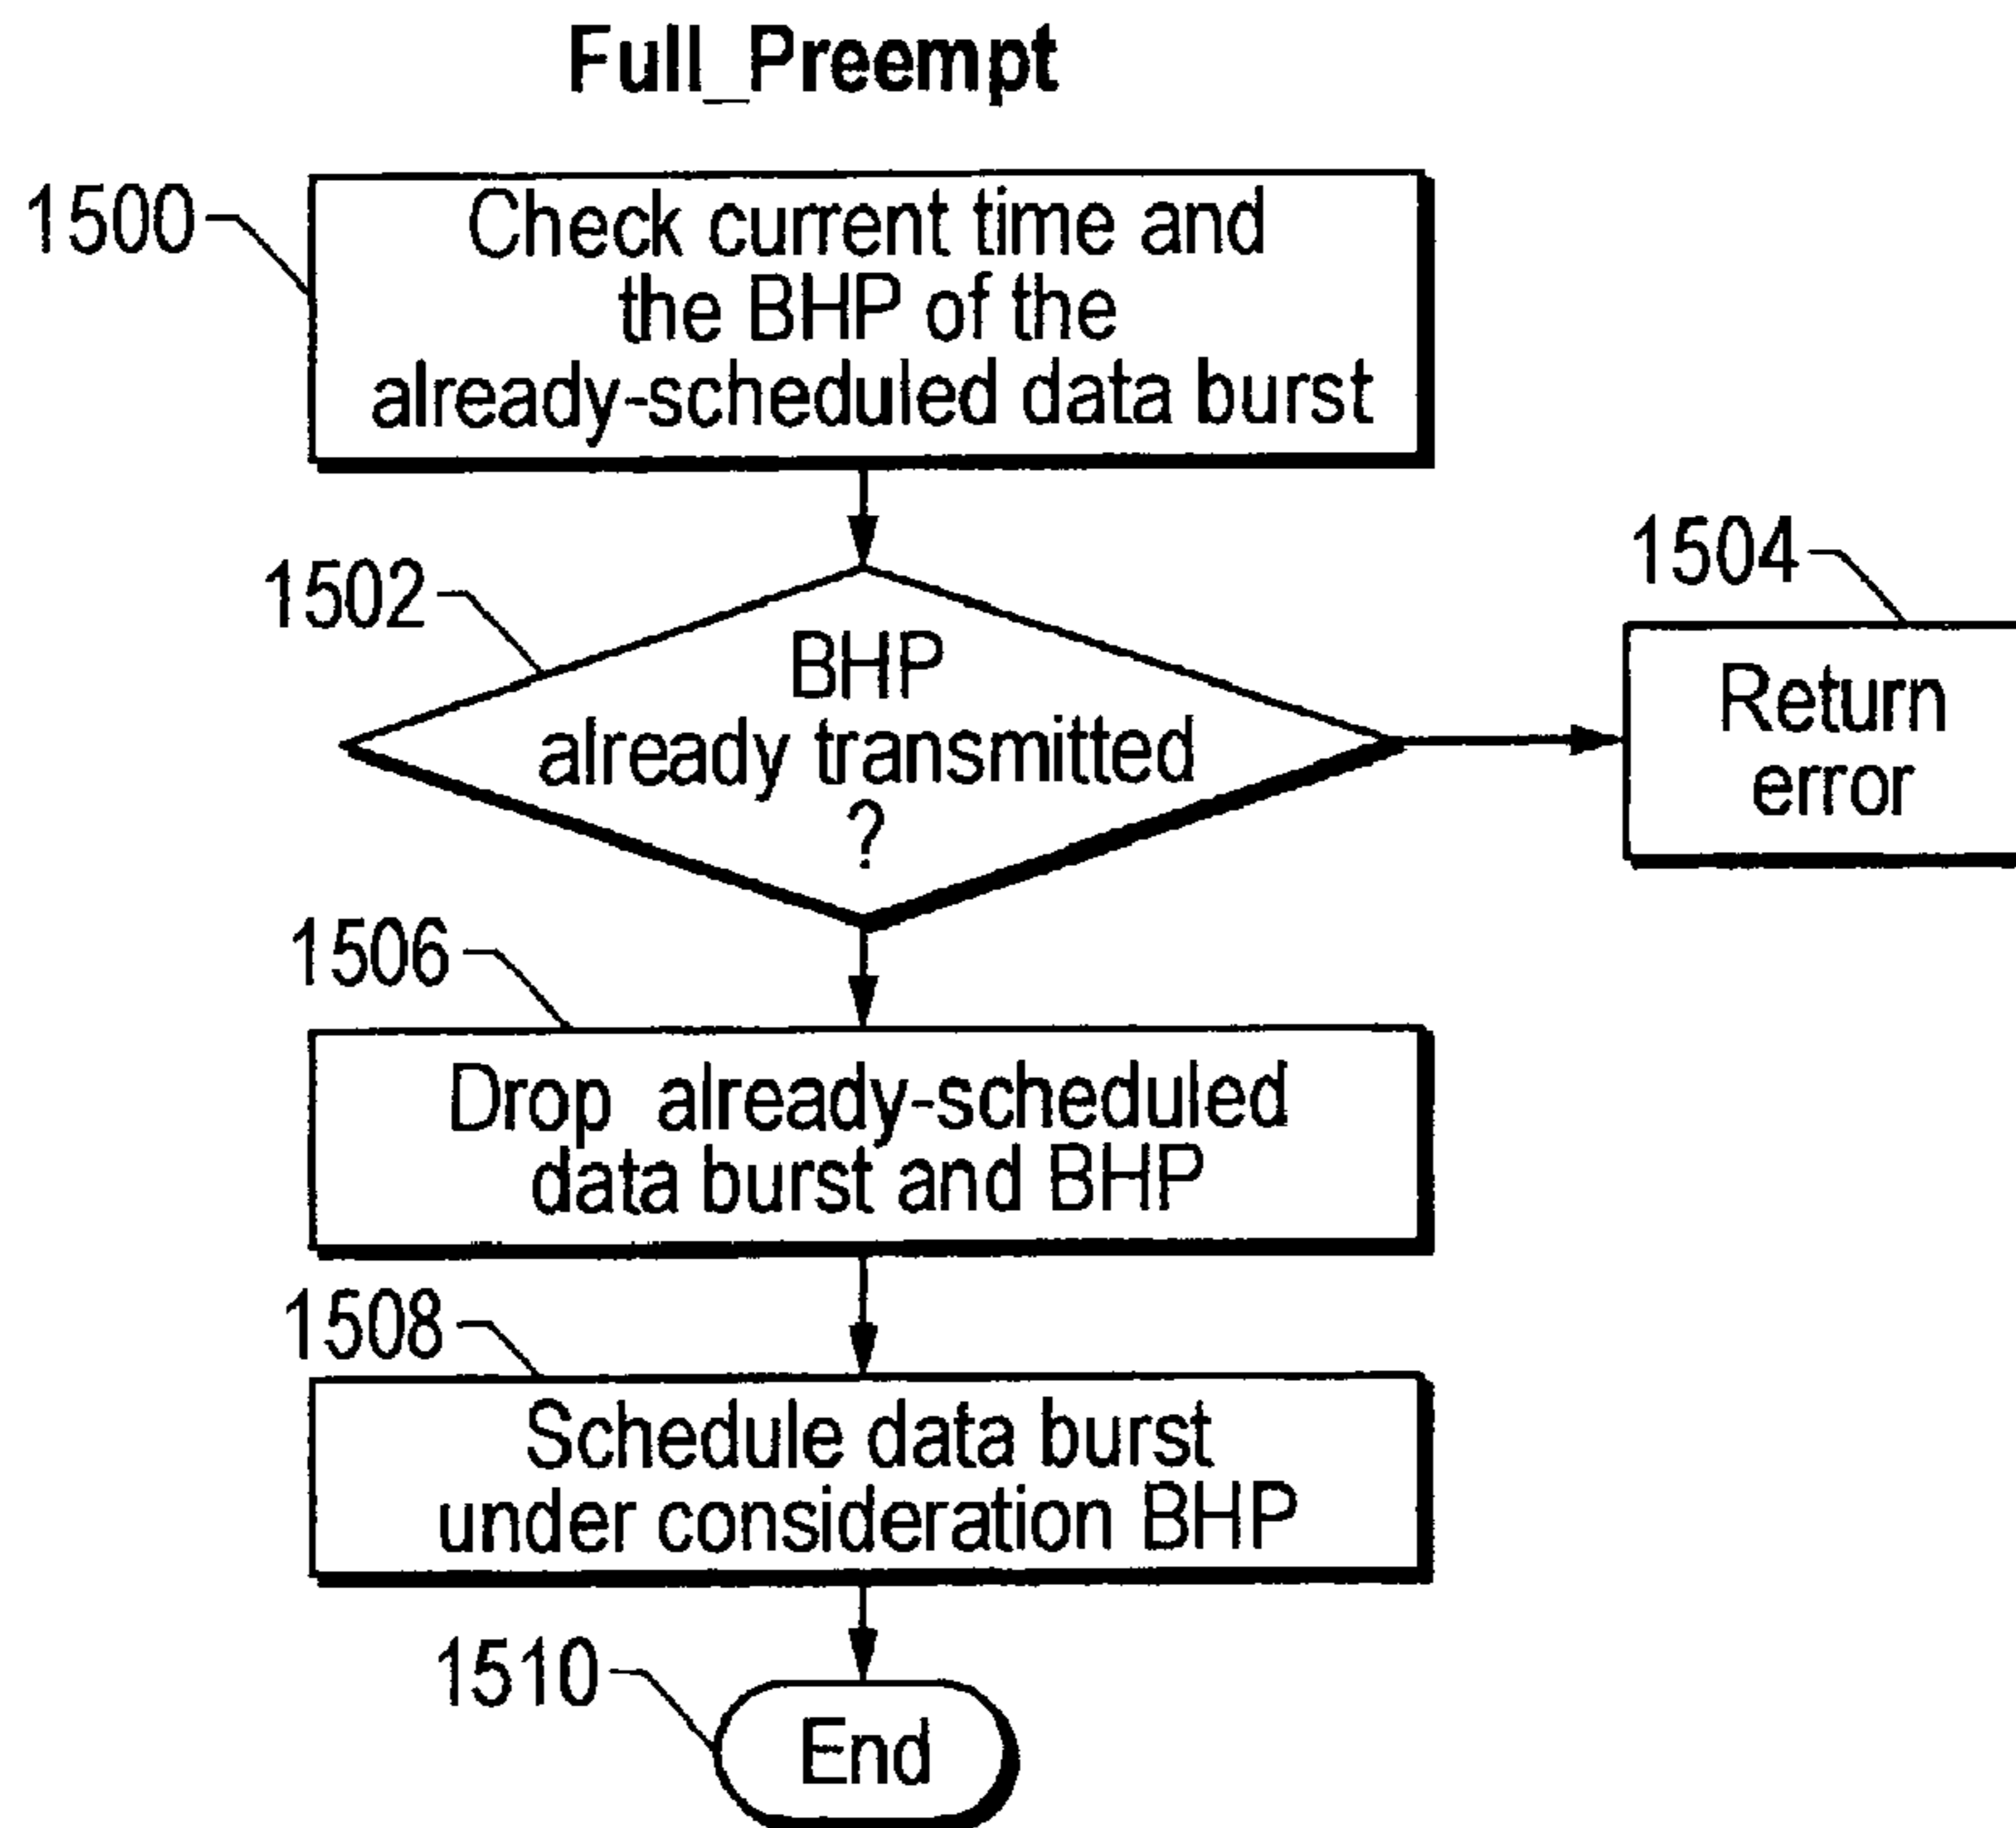 Full_Preempt
1500
Check current time and
the BHP of the
already-scheduled data burst
1502
BHP
already transmitted
?
1504
Return
error
1506
Drop already-scheduled
data burst and BHP
1508
Schedule data burst
under consideration BHP
1510
End